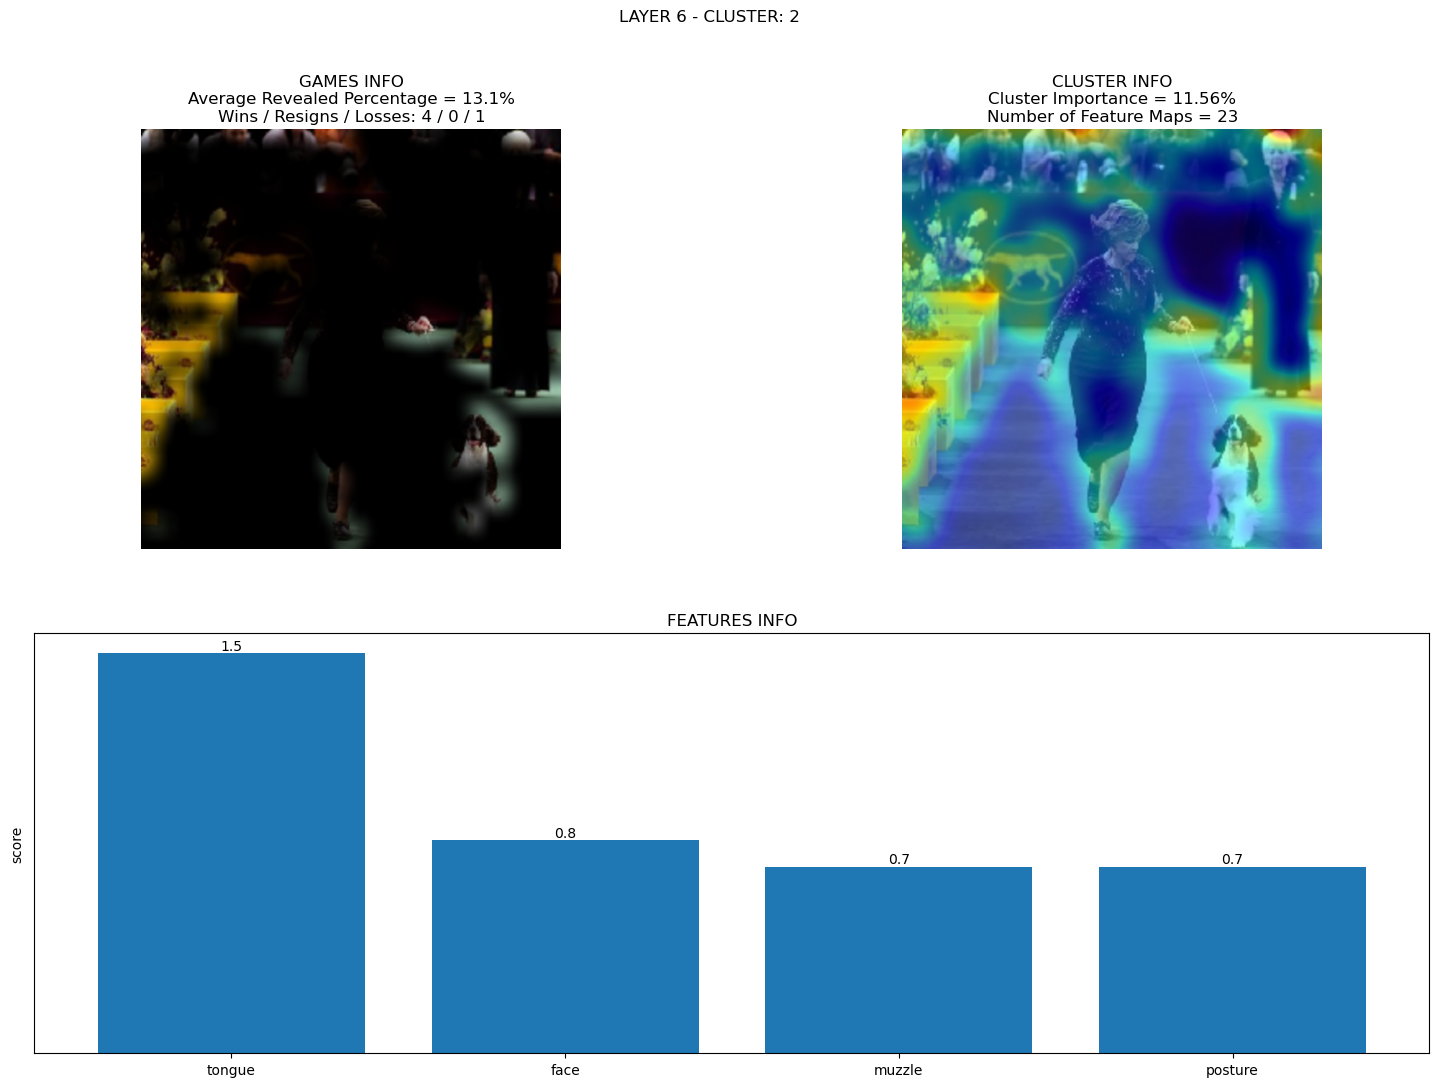 LAYER 6 - CLUSTER: 2
GAMES INFO
Average Revealed Percentage = 13.1%
Wins / Resigns / Losses: 4 / 0 / 1
CLUSTER INFO
Cluster Importance = 11.56%
Number of Feature Maps = 23
FEATURES INFO
score
1.5
0.8
0.7
0.7
tongue
face
muzzle
posture